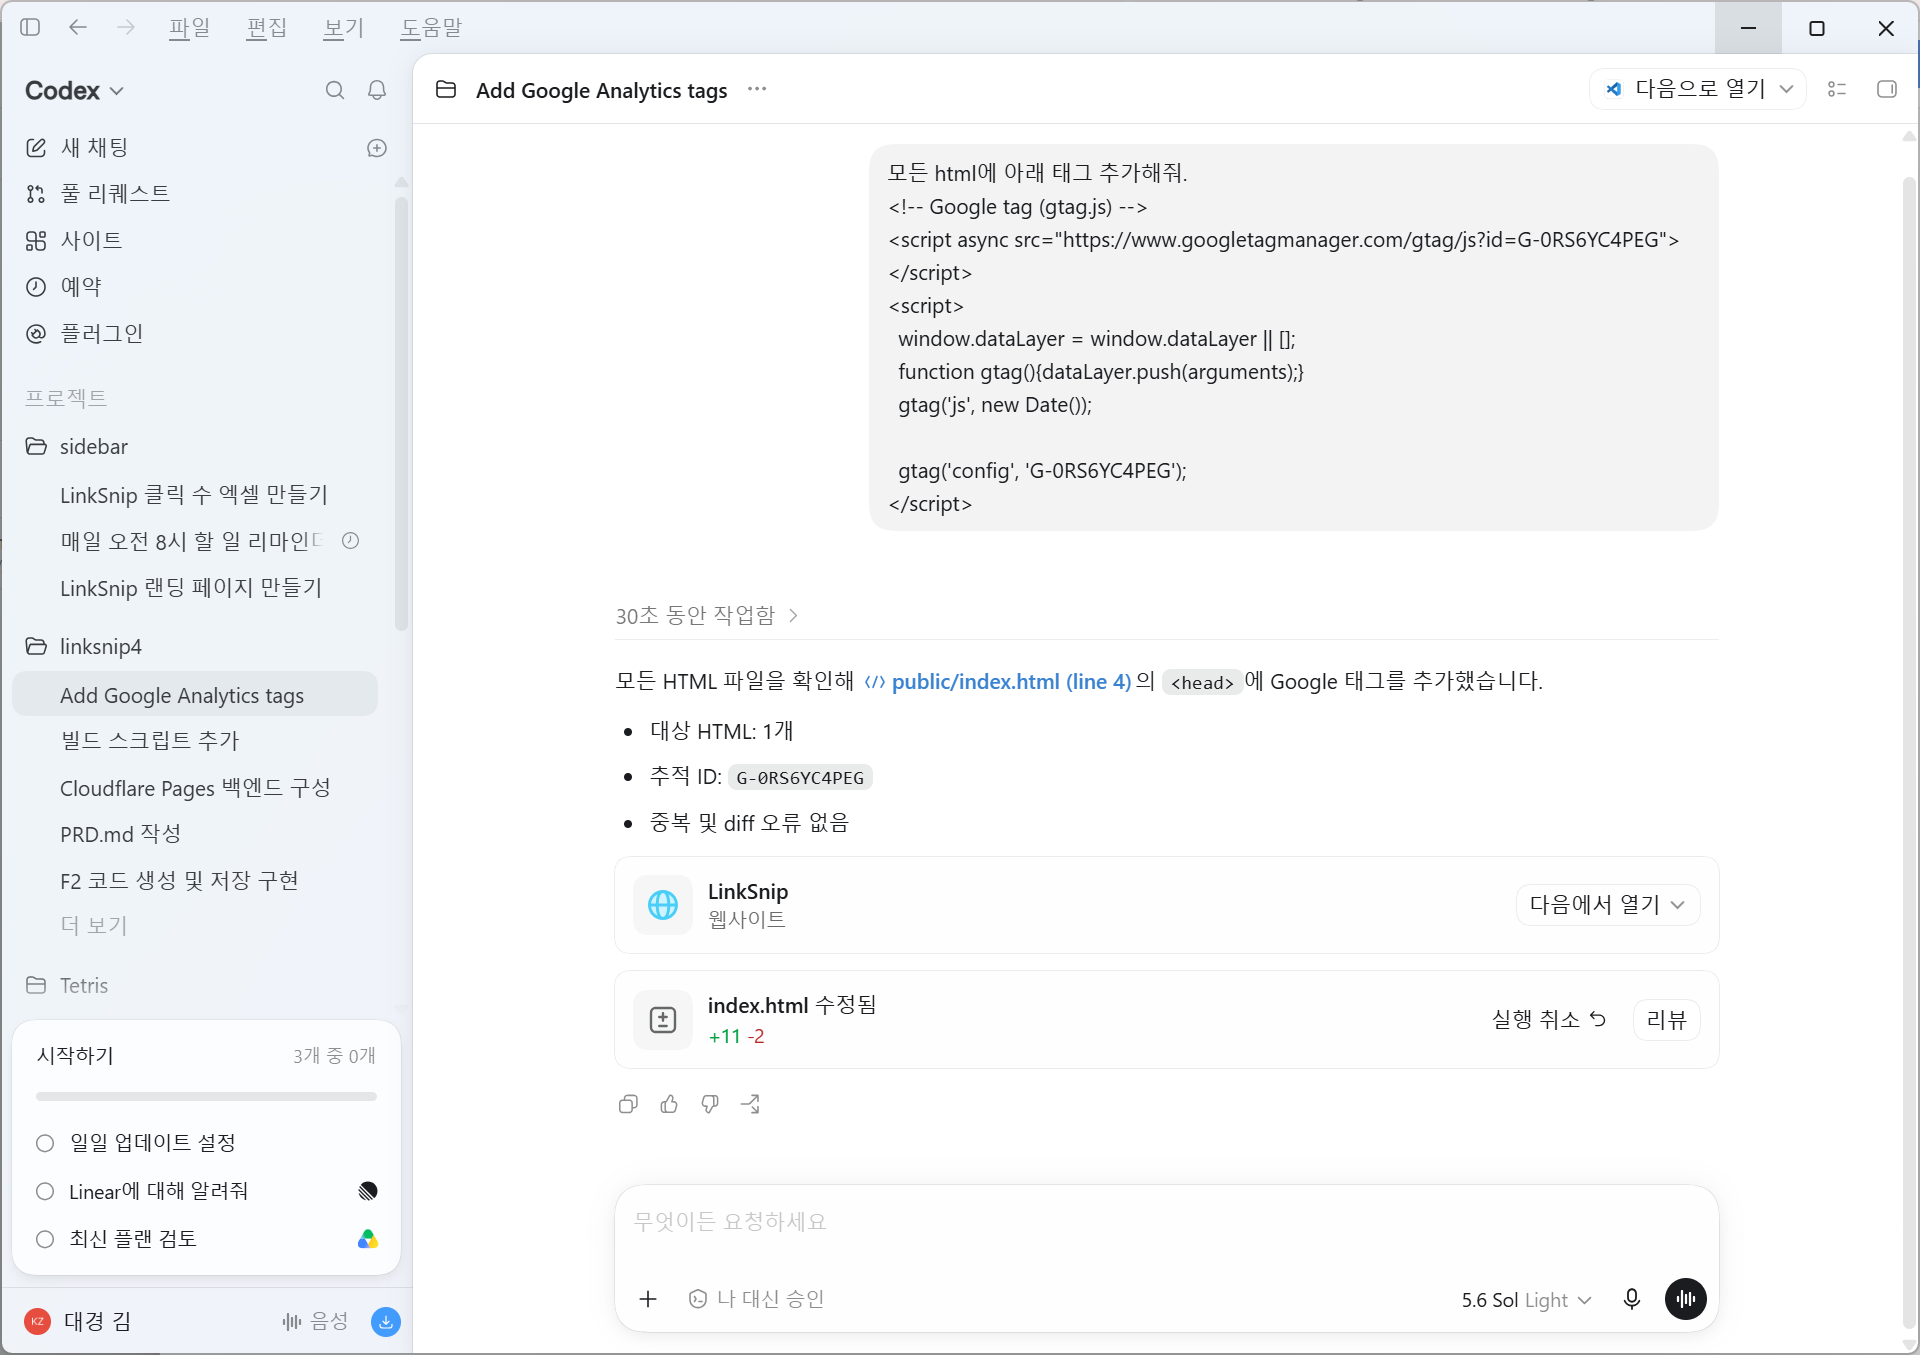 파일 편집 보기 도움말
Codex
새 채팅
풀 리퀘스트
사이트
예약
플러그인
프로젝트
sidebar
LinkSnip 클릭 수 엑셀 만들기
매일 오전 8시 할 일 리마인
LinkSnip 랜딩 페이지 만들기
linksnip4
Add Google Analytics tags
빌드 스크립트 추가
Cloudflare Pages 백엔드 구성
PRD.md 작성
F2 코드 생성 및 저장 구현
더 보기
Tetris
시작하기 3개 중 0개
일일 업데이트 설정
Linear에 대해 알려줘
최신 플랜 검토
KZ 대경 김 음성
Add Google Analytics tags ··· 다음으로 열기
모든 html에 아래 태그 추가해줘.
<!-- Google tag (gtag.js) -->
<script async src="https://www.googletagmanager.com/gtag/js?id=G-0RS6YC4PEG">
</script>
<script>
window.dataLayer = window.dataLayer || [];
function gtag(){dataLayer.push(arguments);}
gtag('js', new Date());
gtag('config', 'G-0RS6YC4PEG');
</script>
30초 동안 작업함
모든 HTML 파일을 확인해 public/index.html (line 4) 의 <head>에 Google 태그를 추가했습니다.
• 대상 HTML: 1개
• 추적 ID: G-0RS6YC4PEG
• 중복 및 diff 오류 없음
LinkSnip
웹사이트
다음에서 열기
index.html 수정됨
+11 -2
실행 취소 리뷰
무엇이든 요청하세요
나 대신 승인 5.6 Sol Light